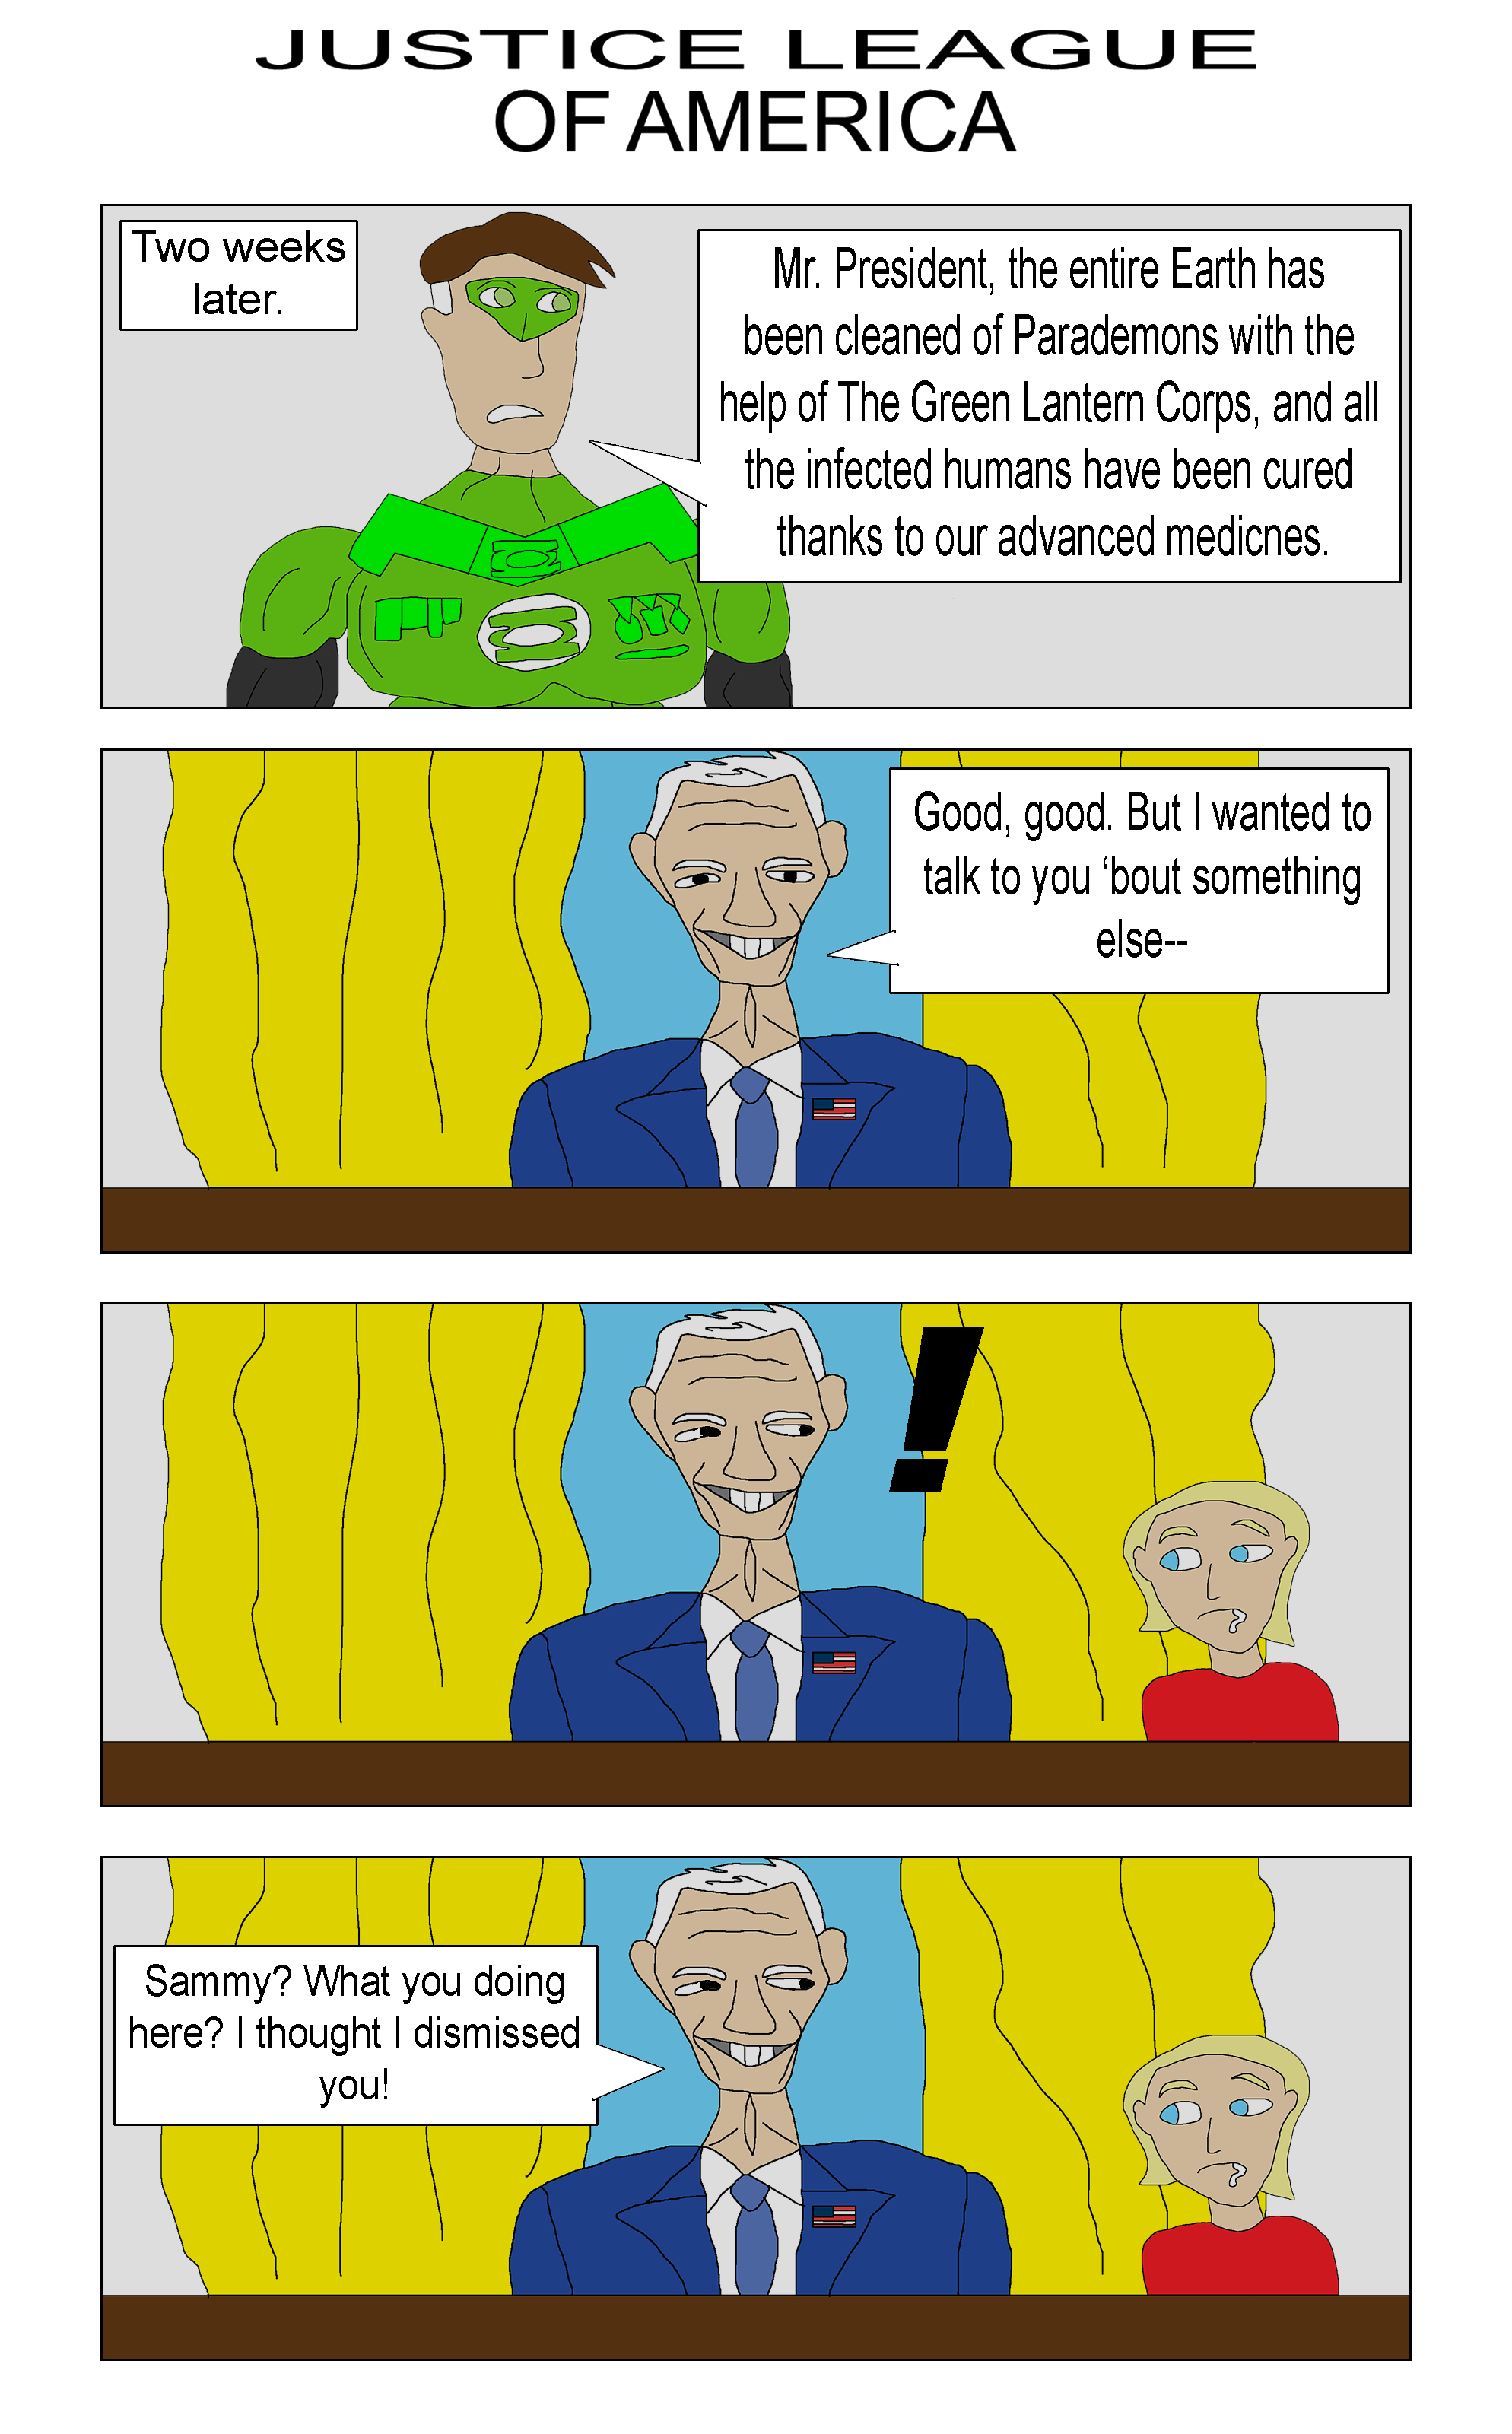 JUSTICE LEAGUE
OF AMERICA
Two weeks
later.
Mr. President, the entire Earth has
been cleaned of Parademons with the
help of The Green Lantern Corps, and all
the infected humans have been cured
thanks to our advanced medicnes.
Good, good. But I wanted to
talk to you ‘bout something
else--
!
Sammy? What you doing
here? I thought I dismissed
you!